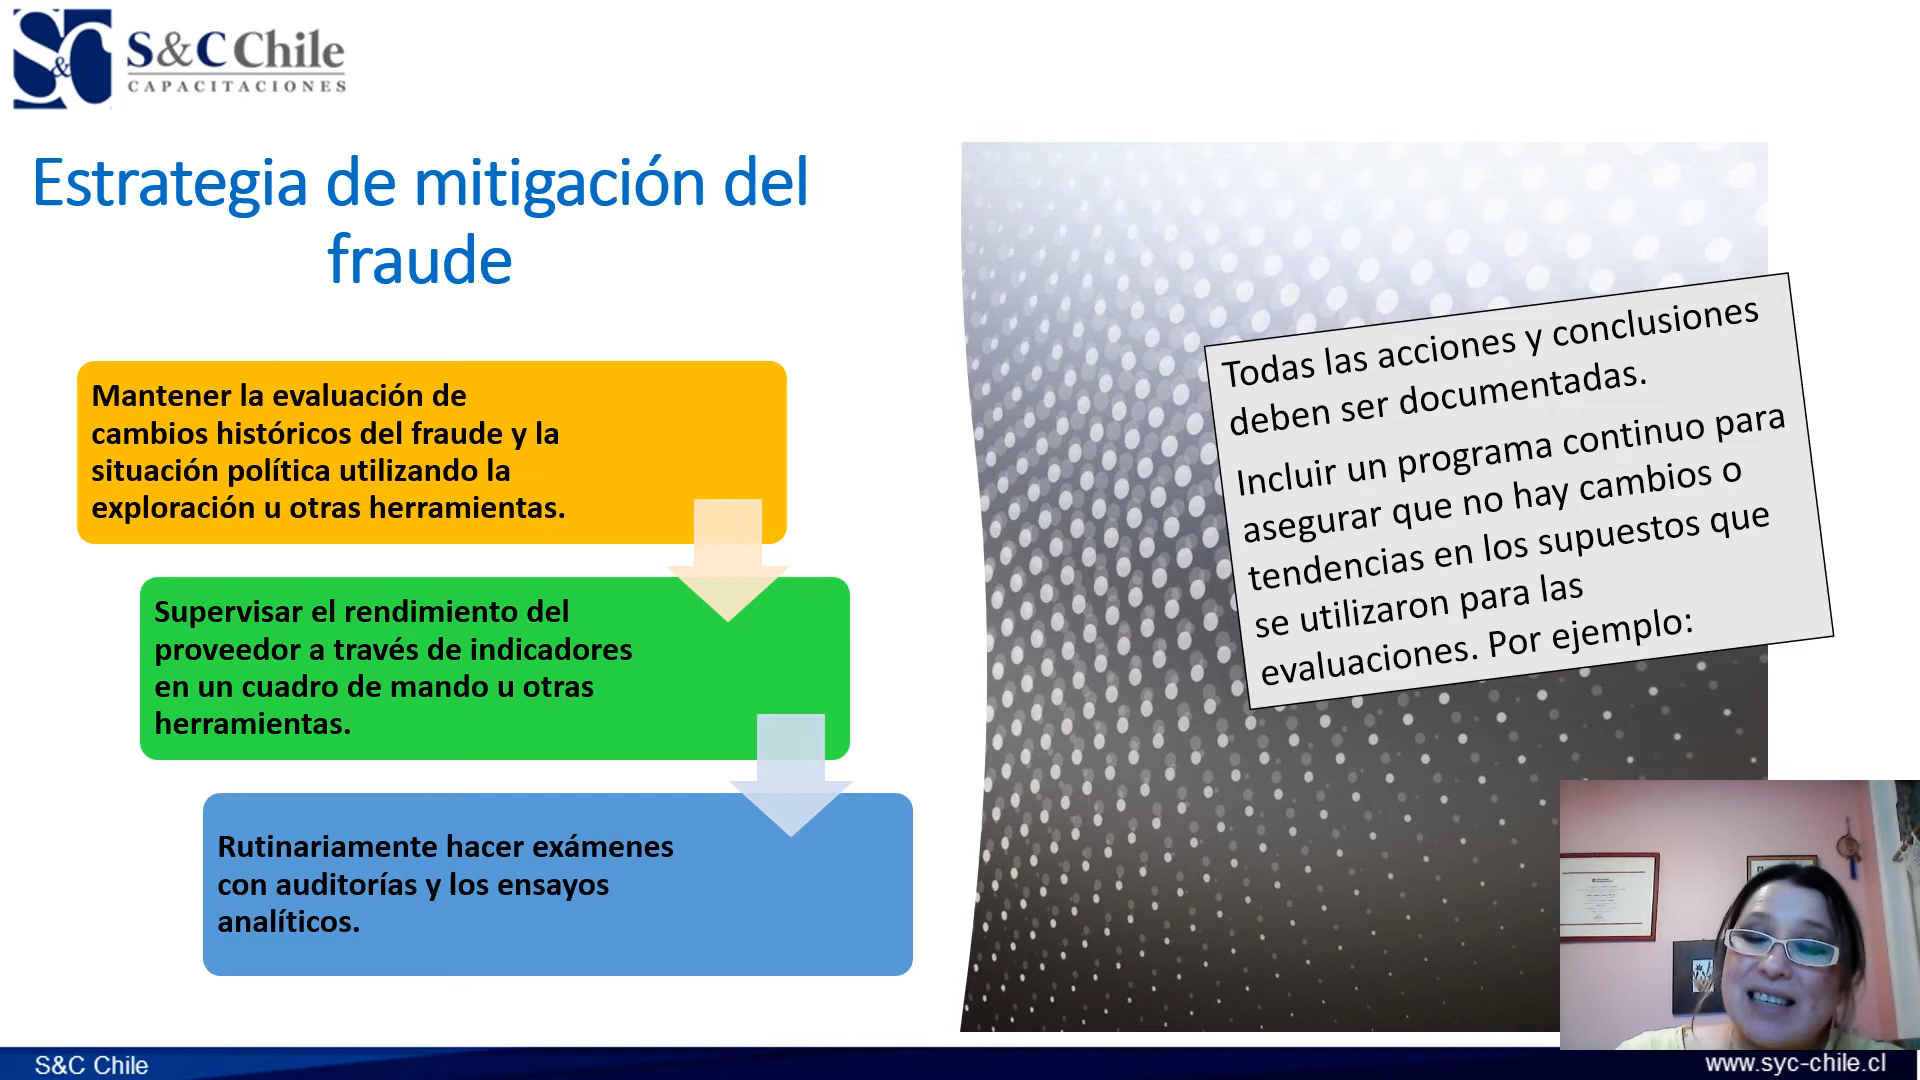 S&C Chile
CAPACITACIONES
Estrategia de mitigación del
fraude
Mantener la evaluación de
cambios históricos del fraude y la
situación política utilizando la
exploración u otras herramientas.
Supervisar el rendimiento del
proveedor a través de indicadores
en un cuadro de mando u otras
herramientas.
Rutinariamente hacer exámenes
con auditorías y los ensayos
analíticos.
Todas las acciones y conclusiones
deben ser documentadas.
Incluir un programa continuo para
asegurar que no hay cambios o
tendencias en los supuestos que
se utilizaron para las
evaluaciones. Por ejemplo:
S&C Chile
www.syc-chile.cl